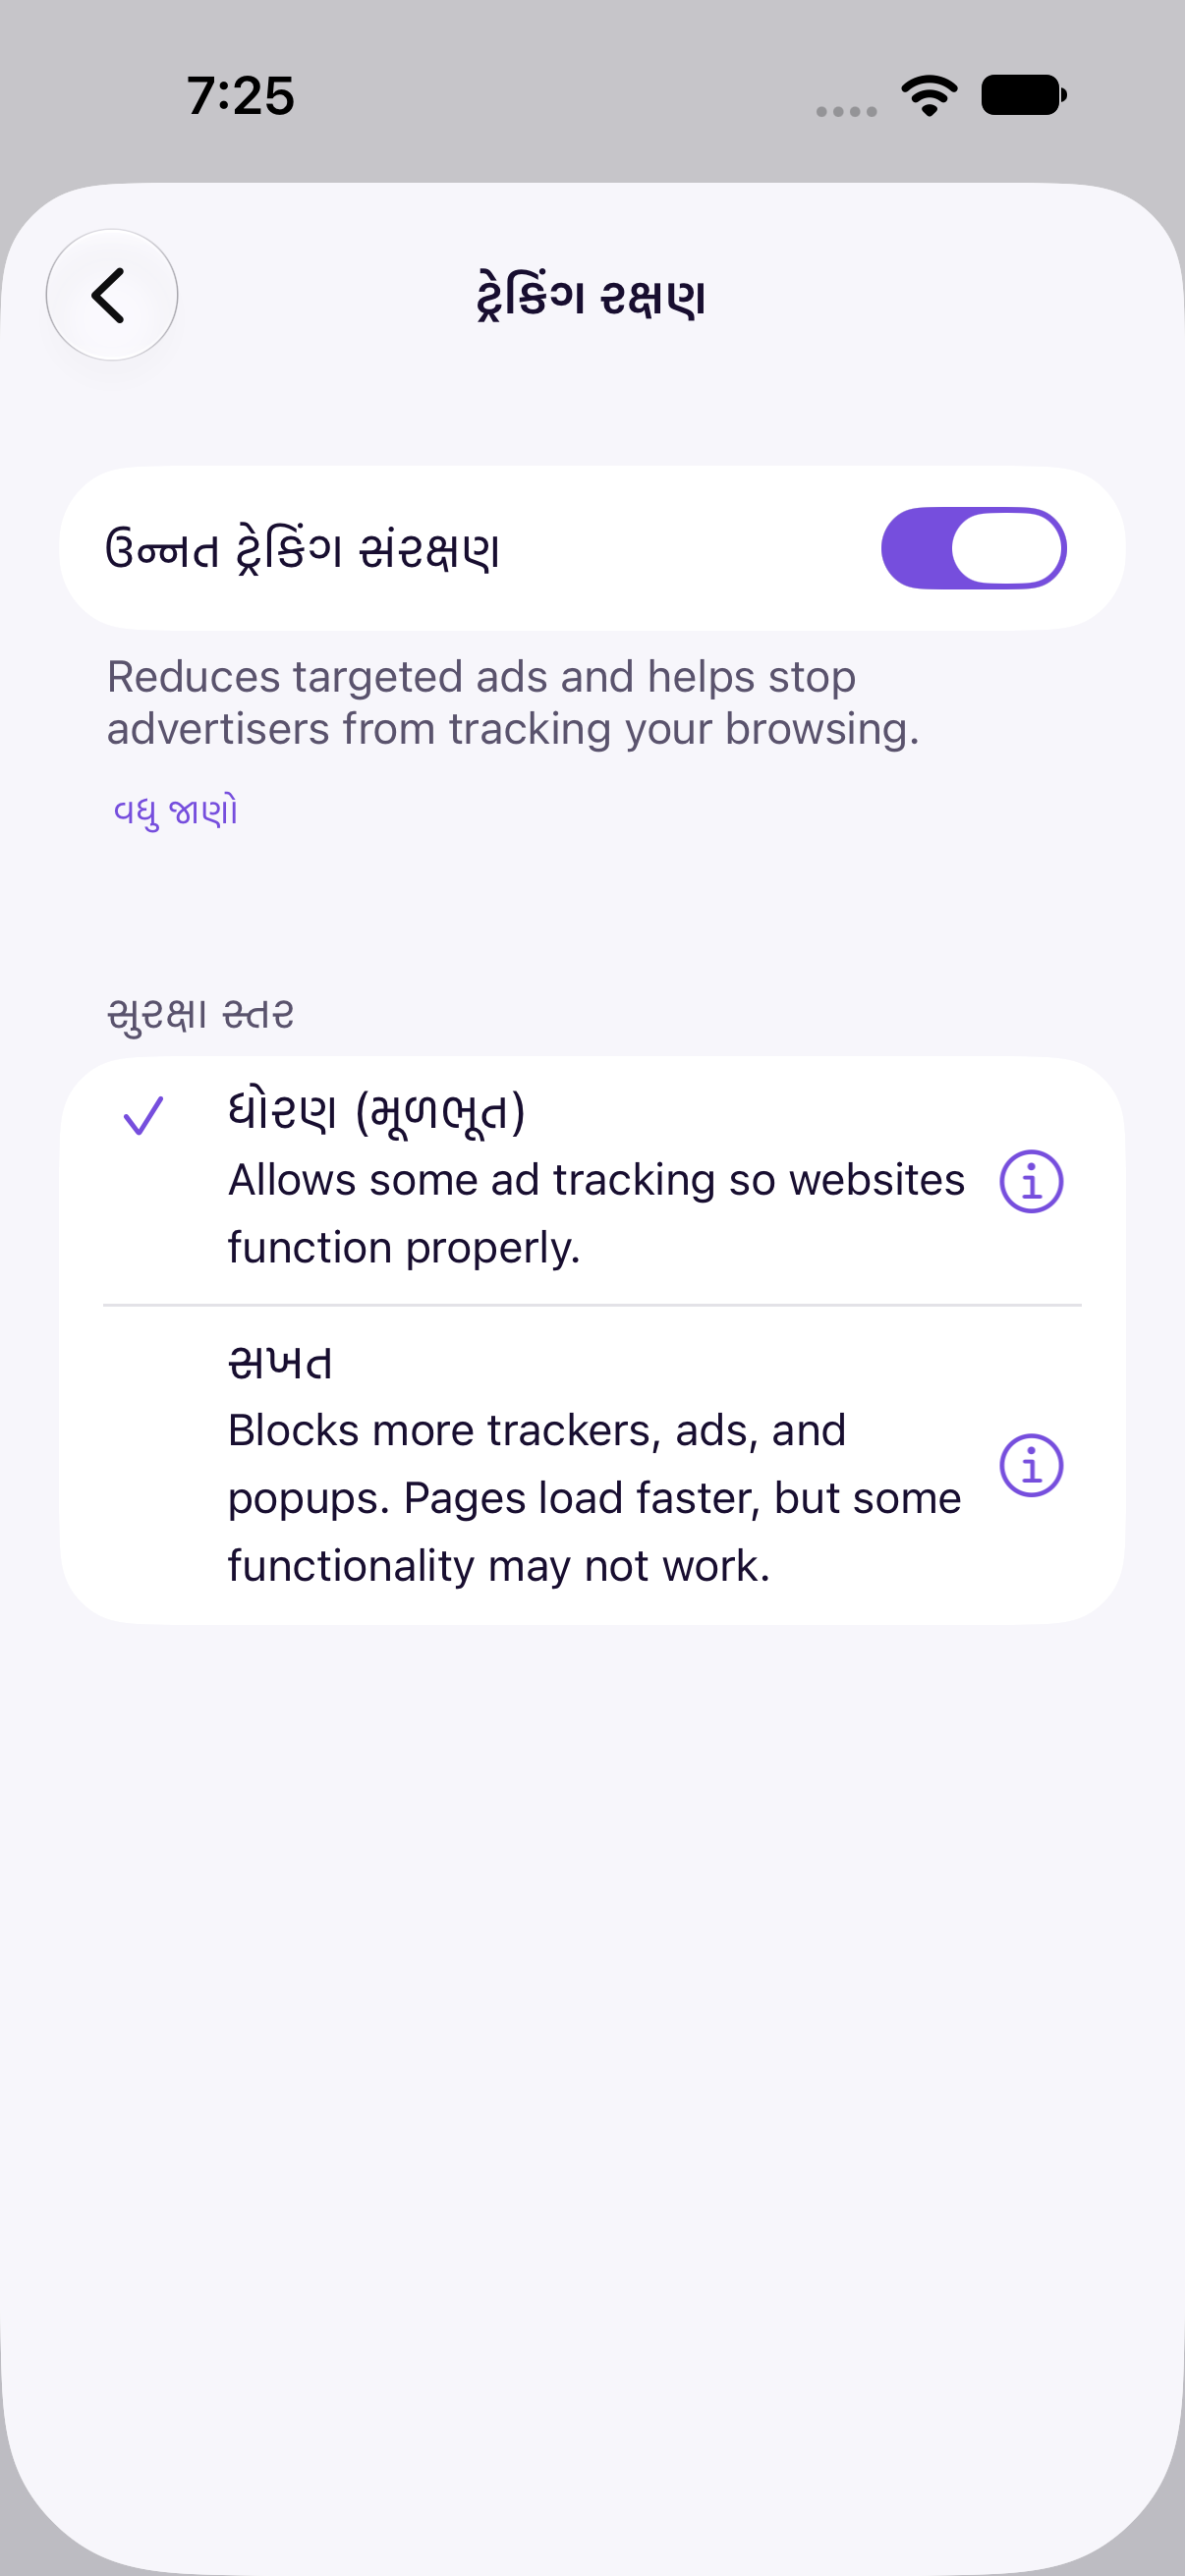 7:25
ટ્રેકિંગ રક્ષણ
ઉન્નત ટ્રેકિંગ સંરક્ષણ
Reduces targeted ads and helps stop
advertisers from tracking your browsing.
વધુ જાણો
સુરક્ષા સ્તર
ધોરણ (મૂળભૂત)
Allows some ad tracking so websites
function properly.
સખત
Blocks more trackers, ads, and
popups. Pages load faster, but some
functionality may not work.